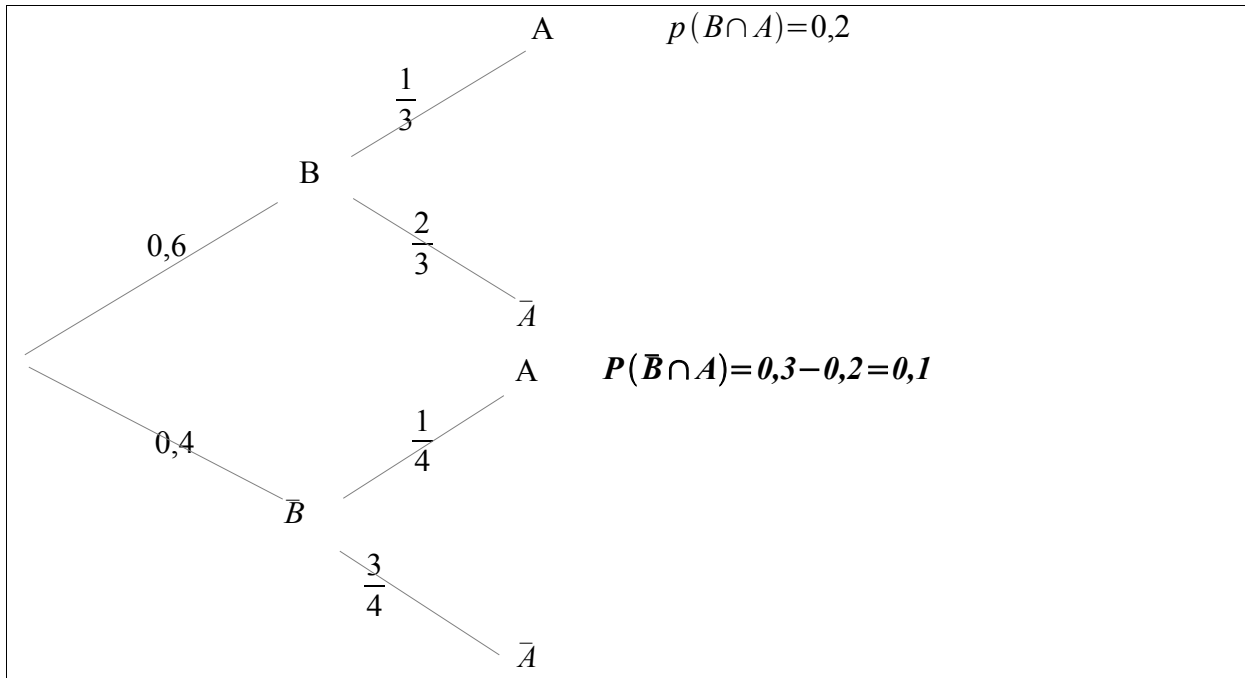 A p(B∩A)=0,2
1/3
B
2/3
0,6
Ā
A P(B̄∩A)=0,3−0,2=0,1
1/4
0,4
B̄
3/4
Ā